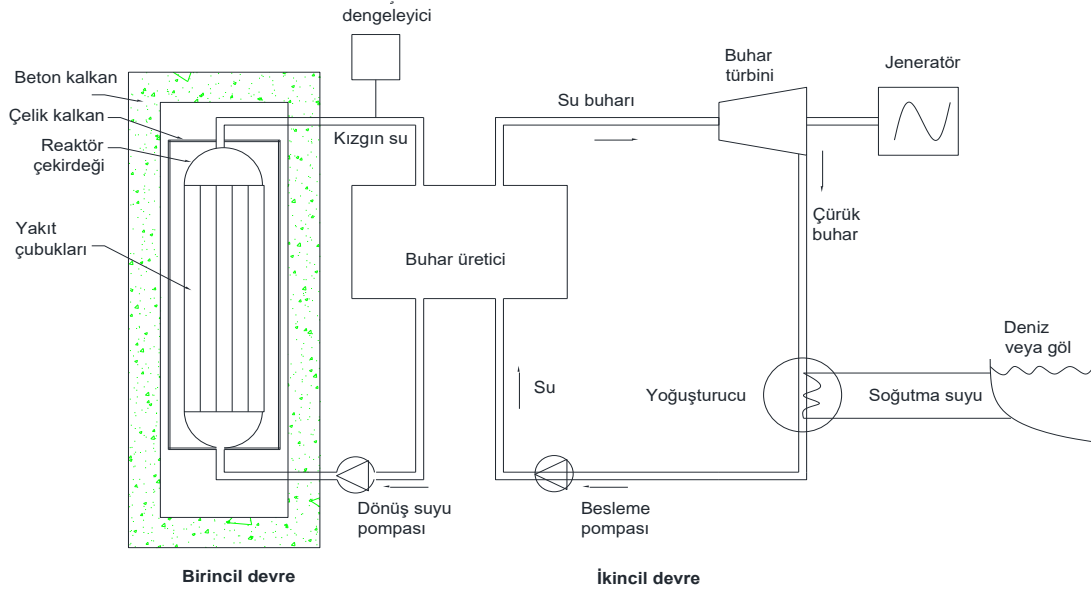 dengeleyici
Beton kalkan
Çelik kalkan
Reaktör
çekirdeği
Yakıt
çubukları
Kızgın su
Buhar üretici
Su buharı
Buhar
türbini
Jeneratör
Çürük
buhar
Deniz
veya göl
Yoğuşturucu
Soğutma suyu
Su
Dönüş suyu
pompası
Besleme
pompası
Birincil devre
İkincil devre